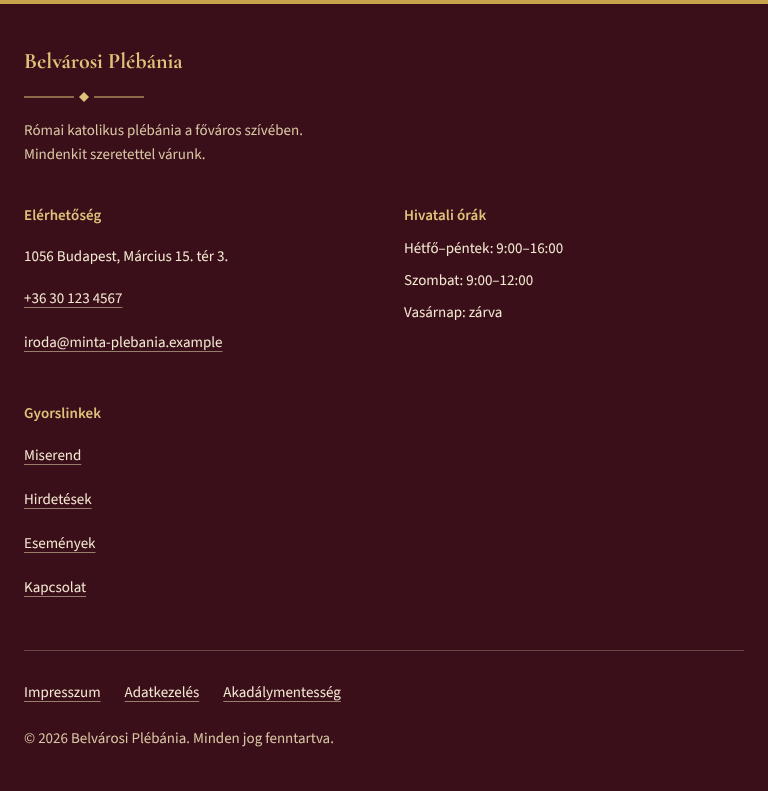 Belvárosi Plébánia
Római katolikus plébánia a főváros szívében.
Mindenkit szeretettel várunk.
Elérhetőség
1056 Budapest, Március 15. tér 3.
+36 30 123 4567
iroda@minta-plebania.example
Hivatali órák
Hétfő–péntek: 9:00–16:00
Szombat: 9:00–12:00
Vasárnap: zárva
Gyorslinkek
Miserend
Hirdetések
Események
Kapcsolat
Impresszum Adatkezelés Akadálymentesség
© 2026 Belvárosi Plébánia. Minden jog fenntartva.